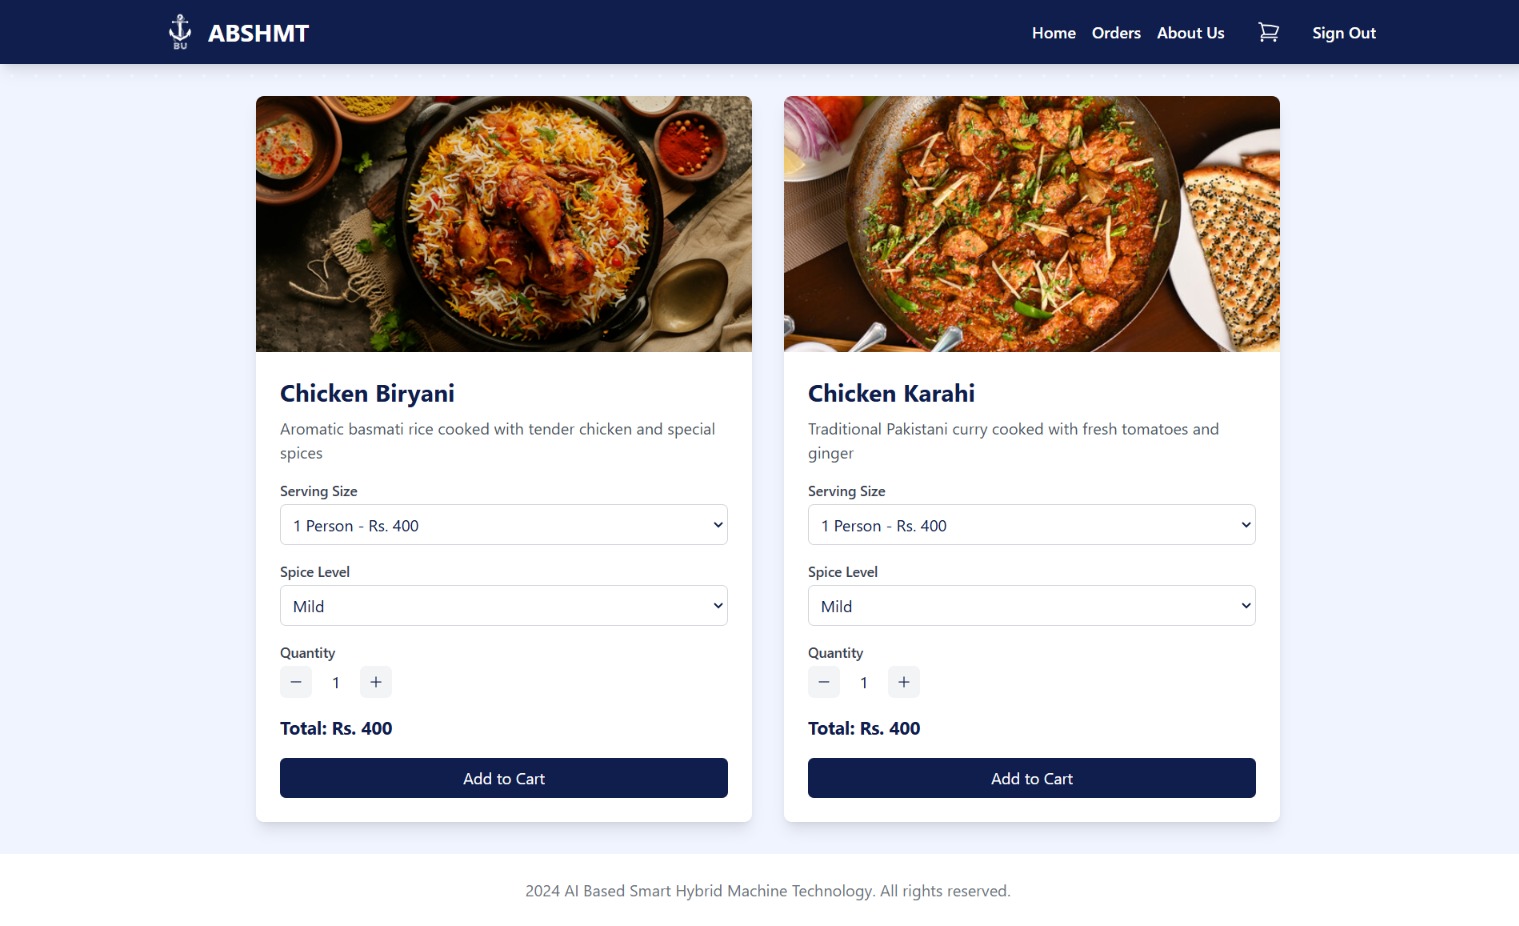 BU
ABSHMT
Home Orders About Us Sign Out
Chicken Biryani
Aromatic basmati rice cooked with tender chicken and special
spices
Serving Size
1 Person - Rs. 400
Spice Level
Mild
Quantity
− 1 +
Total: Rs. 400
Add to Cart
Chicken Karahi
Traditional Pakistani curry cooked with fresh tomatoes and
ginger
Serving Size
1 Person - Rs. 400
Spice Level
Mild
Quantity
− 1 +
Total: Rs. 400
Add to Cart
2024 AI Based Smart Hybrid Machine Technology. All rights reserved.